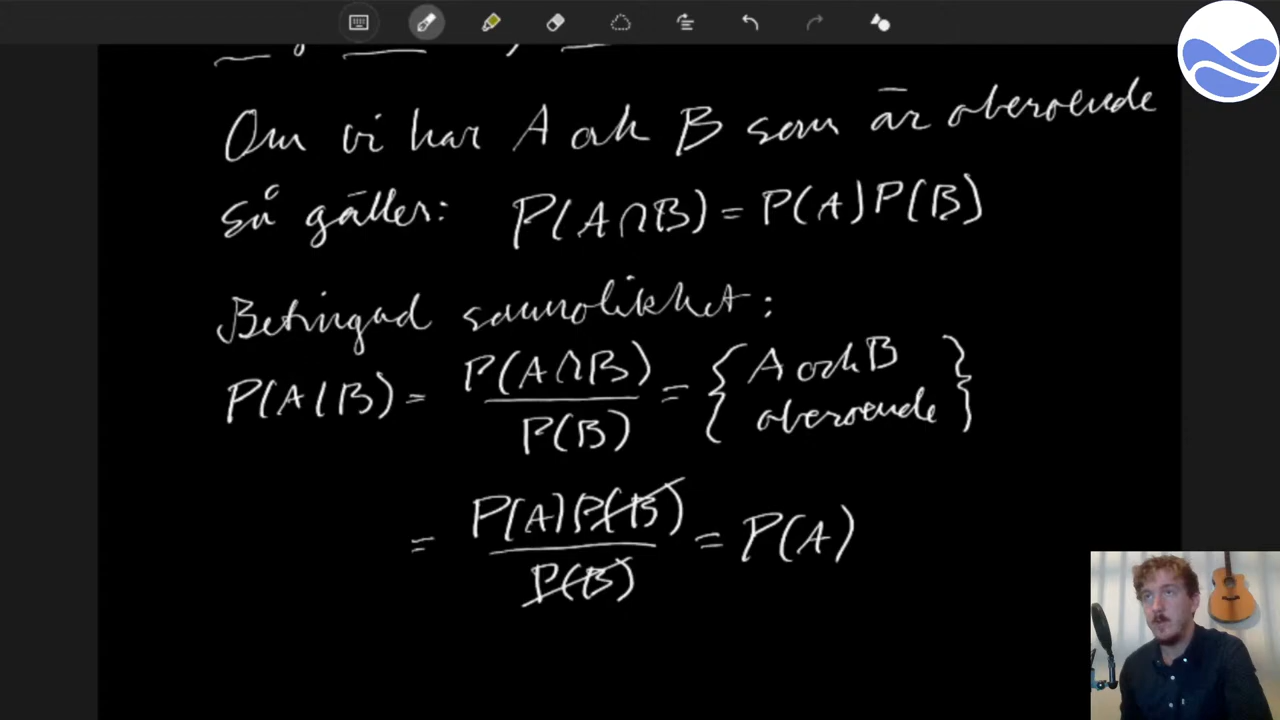 Om vi har A och B som är oberoende
så gäller: P(A∩B) = P(A)P(B)
Betingad sannolikhet:
P(A|B) = P(A∩B)/P(B) = { A och B oberoende }
= P(A)P(B)/P(B) = P(A)